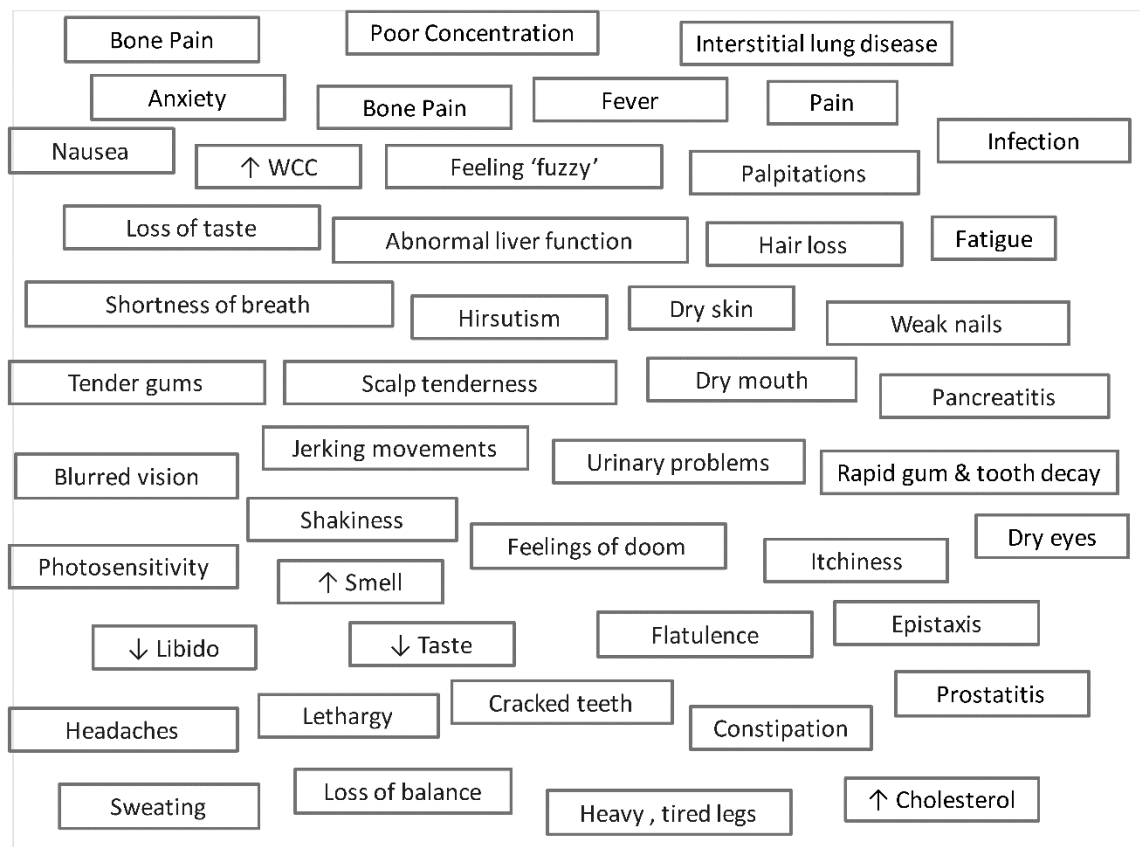 Bone Pain
Poor Concentration
Interstitial lung disease
Anxiety
Bone Pain
Fever
Pain
Infection
Nausea
↑ WCC
Feeling ‘fuzzy’
Palpitations
Loss of taste
Abnormal liver function
Hair loss
Fatigue
Shortness of breath
Hirsutism
Dry skin
Weak nails
Tender gums
Scalp tenderness
Dry mouth
Pancreatitis
Jerking movements
Urinary problems
Rapid gum & tooth decay
Blurred vision
Shakiness
Feelings of doom
Dry eyes
Photosensitivity
↑ Smell
Itchiness
↓ Libido
↓ Taste
Flatulence
Epistaxis
Headaches
Lethargy
Cracked teeth
Constipation
Prostatitis
Sweating
Loss of balance
Heavy , tired legs
↑ Cholesterol